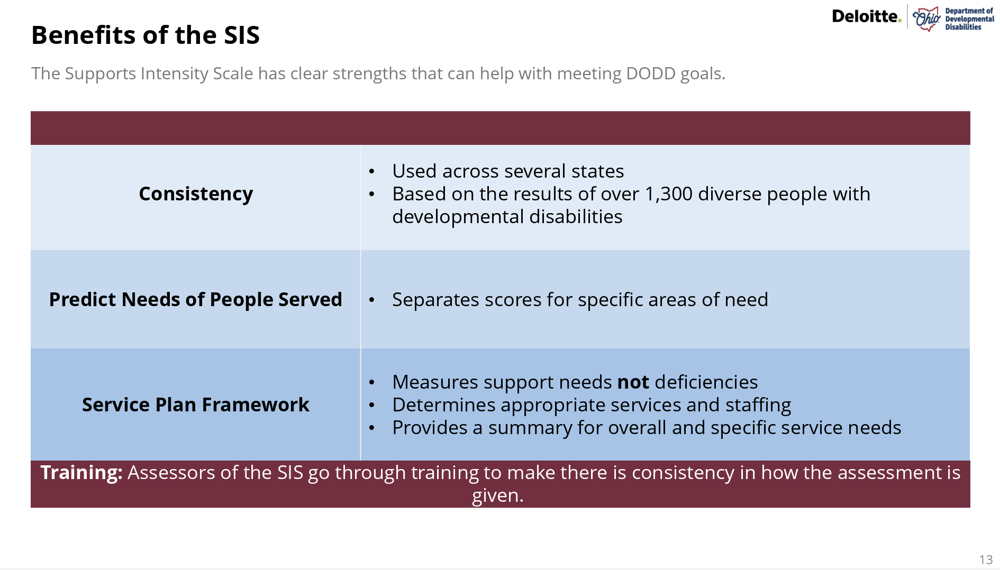 Benefits of the SIS
Deloitte.
Ohio
Department of
Developmental
Disabilities
The Supports Intensity Scale has clear strengths that can help with meeting DODD goals.
Consistency
• Used across several states
• Based on the results of over 1,300 diverse people with
developmental disabilities
Predict Needs of People Served
• Separates scores for specific areas of need
Service Plan Framework
• Measures support needs not deficiencies
• Determines appropriate services and staffing
• Provides a summary for overall and specific service needs
Training: Assessors of the SIS go through training to make there is consistency in how the assessment is
given.
13